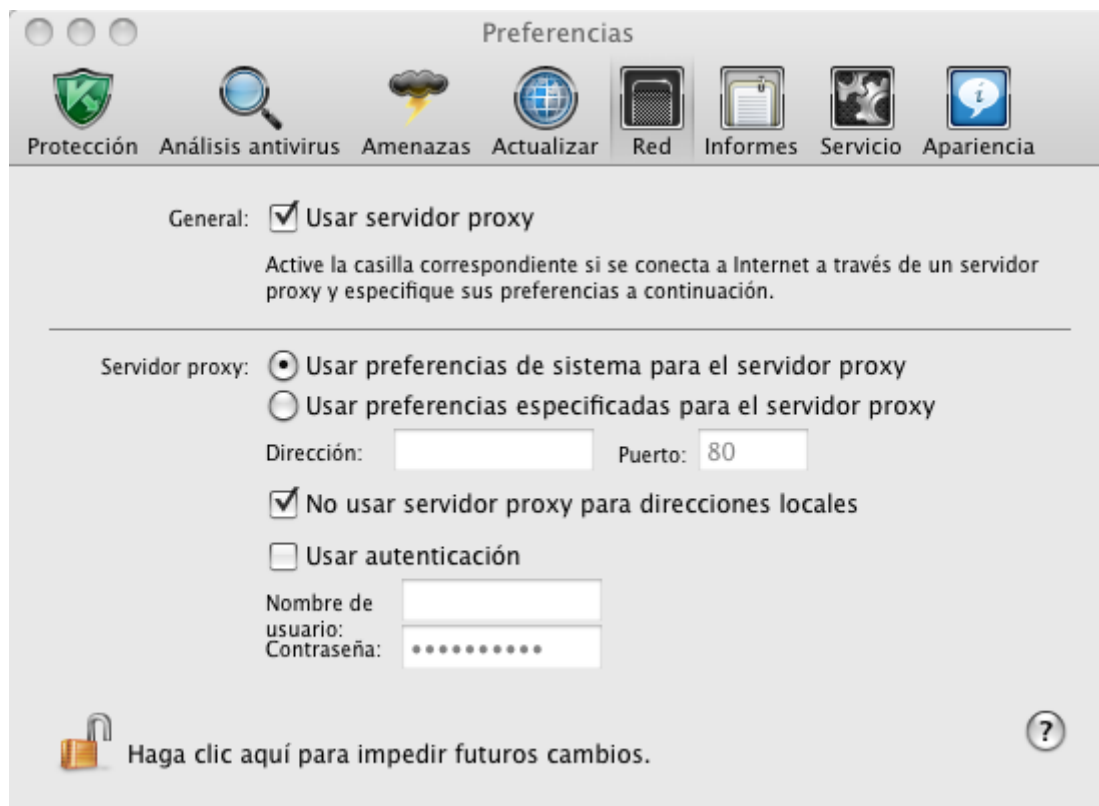 Preferencias
Protección Análisis antivirus Amenazas Actualizar Red Informes Servicio Apariencia
General: Usar servidor proxy
Active la casilla correspondiente si se conecta a Internet a través de un servidor
proxy y especifique sus preferencias a continuación.
Servidor proxy: Usar preferencias de sistema para el servidor proxy
Usar preferencias especificadas para el servidor proxy
Dirección: Puerto: 80
No usar servidor proxy para direcciones locales
Usar autenticación
Nombre de
usuario:
Contraseña: ••••••••••
Haga clic aquí para impedir futuros cambios. ?